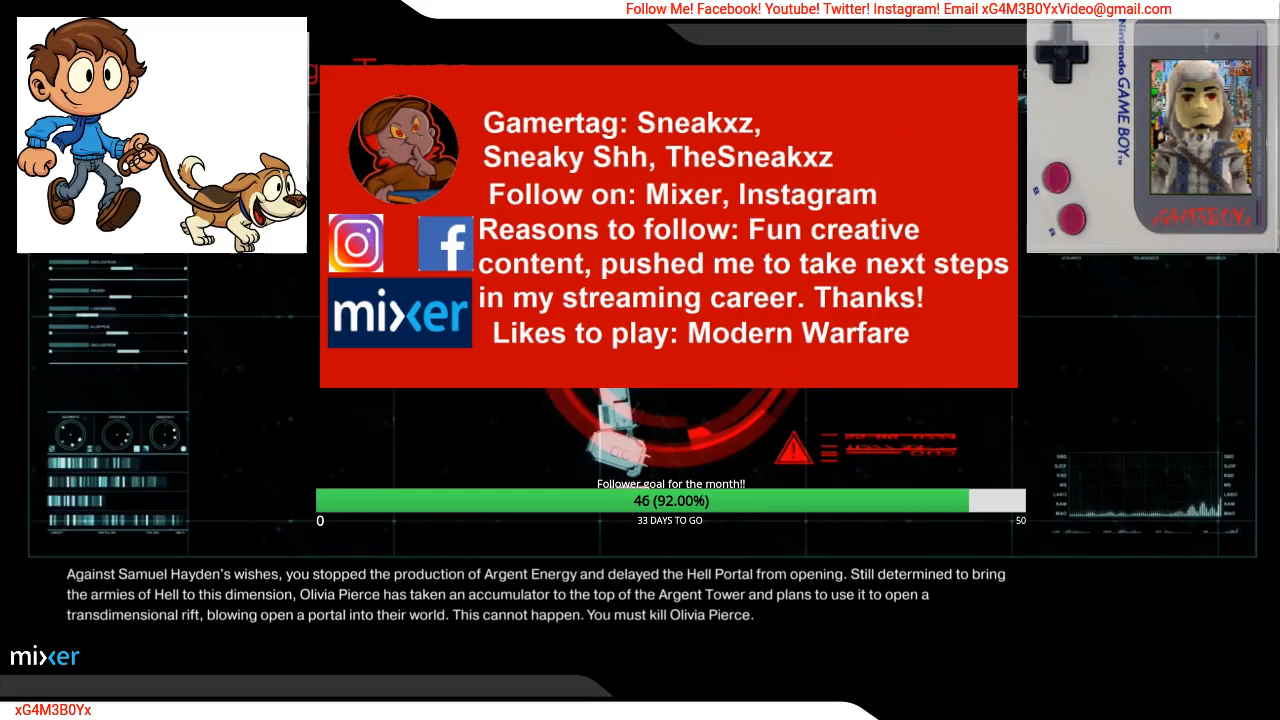 Follow Me! Facebook! Youtube! Twitter! Instagram! Email xG4M3B0YxVideo@gmail.com
Nintendo GAME BOY™
xG4M3BOYx
Gamertag: Sneakxz,
Sneaky Shh, TheSneakxz
Follow on: Mixer, Instagram
Reasons to follow: Fun creative
content, pushed me to take next steps
in my streaming career. Thanks!
Likes to play: Modern Warfare
mixer
Follower goal for the month!!
46 (92.00%)
0
33 DAYS TO GO
50
Against Samuel Hayden's wishes, you stopped the production of Argent Energy and delayed the Hell Portal from opening. Still determined to bring
the armies of Hell to this dimension, Olivia Pierce has taken an accumulator to the top of the Argent Tower and plans to use it to open a
transdimensional rift, blowing open a portal into their world. This cannot happen. You must kill Olivia Pierce.
mixer
xG4M3B0Yx